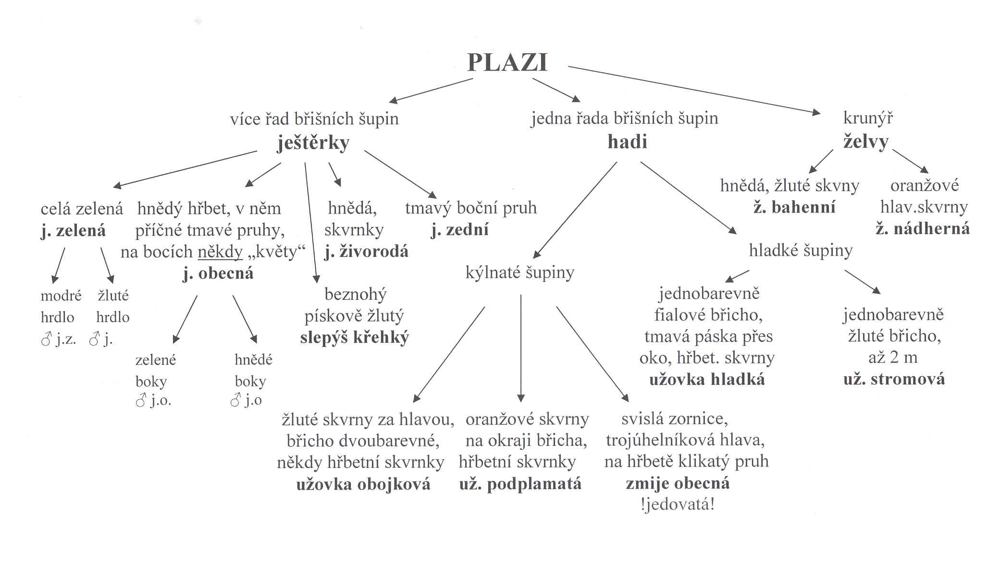 PLAZI
více řad břišních šupin
ještěrky
jedna řada břišních šupin
hadi
krunýř
želvy
celá zelená
j. zelená
modré
hrdlo
♂ j.z.
žluté
hrdlo
♂ j.
hnědý hřbet, v něm
příčné tmavé pruhy,
na bocích někdy „květy“
j. obecná
zelené
boky
♂ j.o.
hnědé
boky
♂ j.o
beznohý
pískově žlutý
slepýš křehký
hnědá,
skvrnky
j. živorodá
tmavý boční pruh
j. zední
kýlnaté šupiny
žluté skvrny za hlavou,
břicho dvoubarevné,
někdy hřbetní skvrnky
užovka obojková
oranžové skvrny
na okraji břicha,
hřbetní skvrnky
už. podplamatá
svislá zornice,
trojúhelníková hlava,
na hřbetě klikatý pruh
zmije obecná
!jedovatá!
hladké šupiny
jednobarevně
fialové břicho,
tmavá páska přes
oko, hřbet. skvrny
užovka hladká
jednobarevně
žluté břicho,
až 2 m
už. stromová
hnědá, žluté skvny
ž. bahenní
oranžové
hlav.skvrny
ž. nádherná